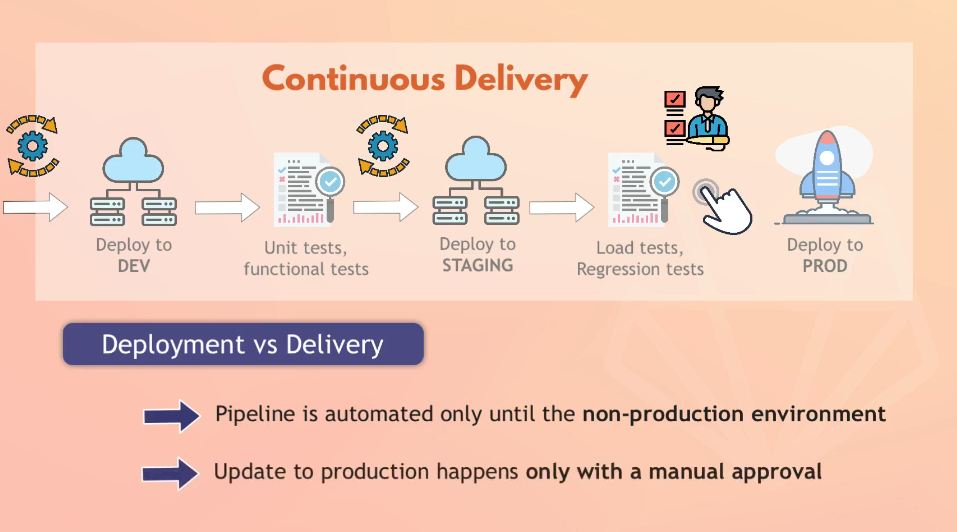 Continuous Delivery
Deploy to
DEV
Unit tests,
functional tests
Deploy to
STAGING
Load tests,
Regression tests
Deploy to
PROD
Deployment vs Delivery
Pipeline is automated only until the non-production environment
Update to production happens only with a manual approval